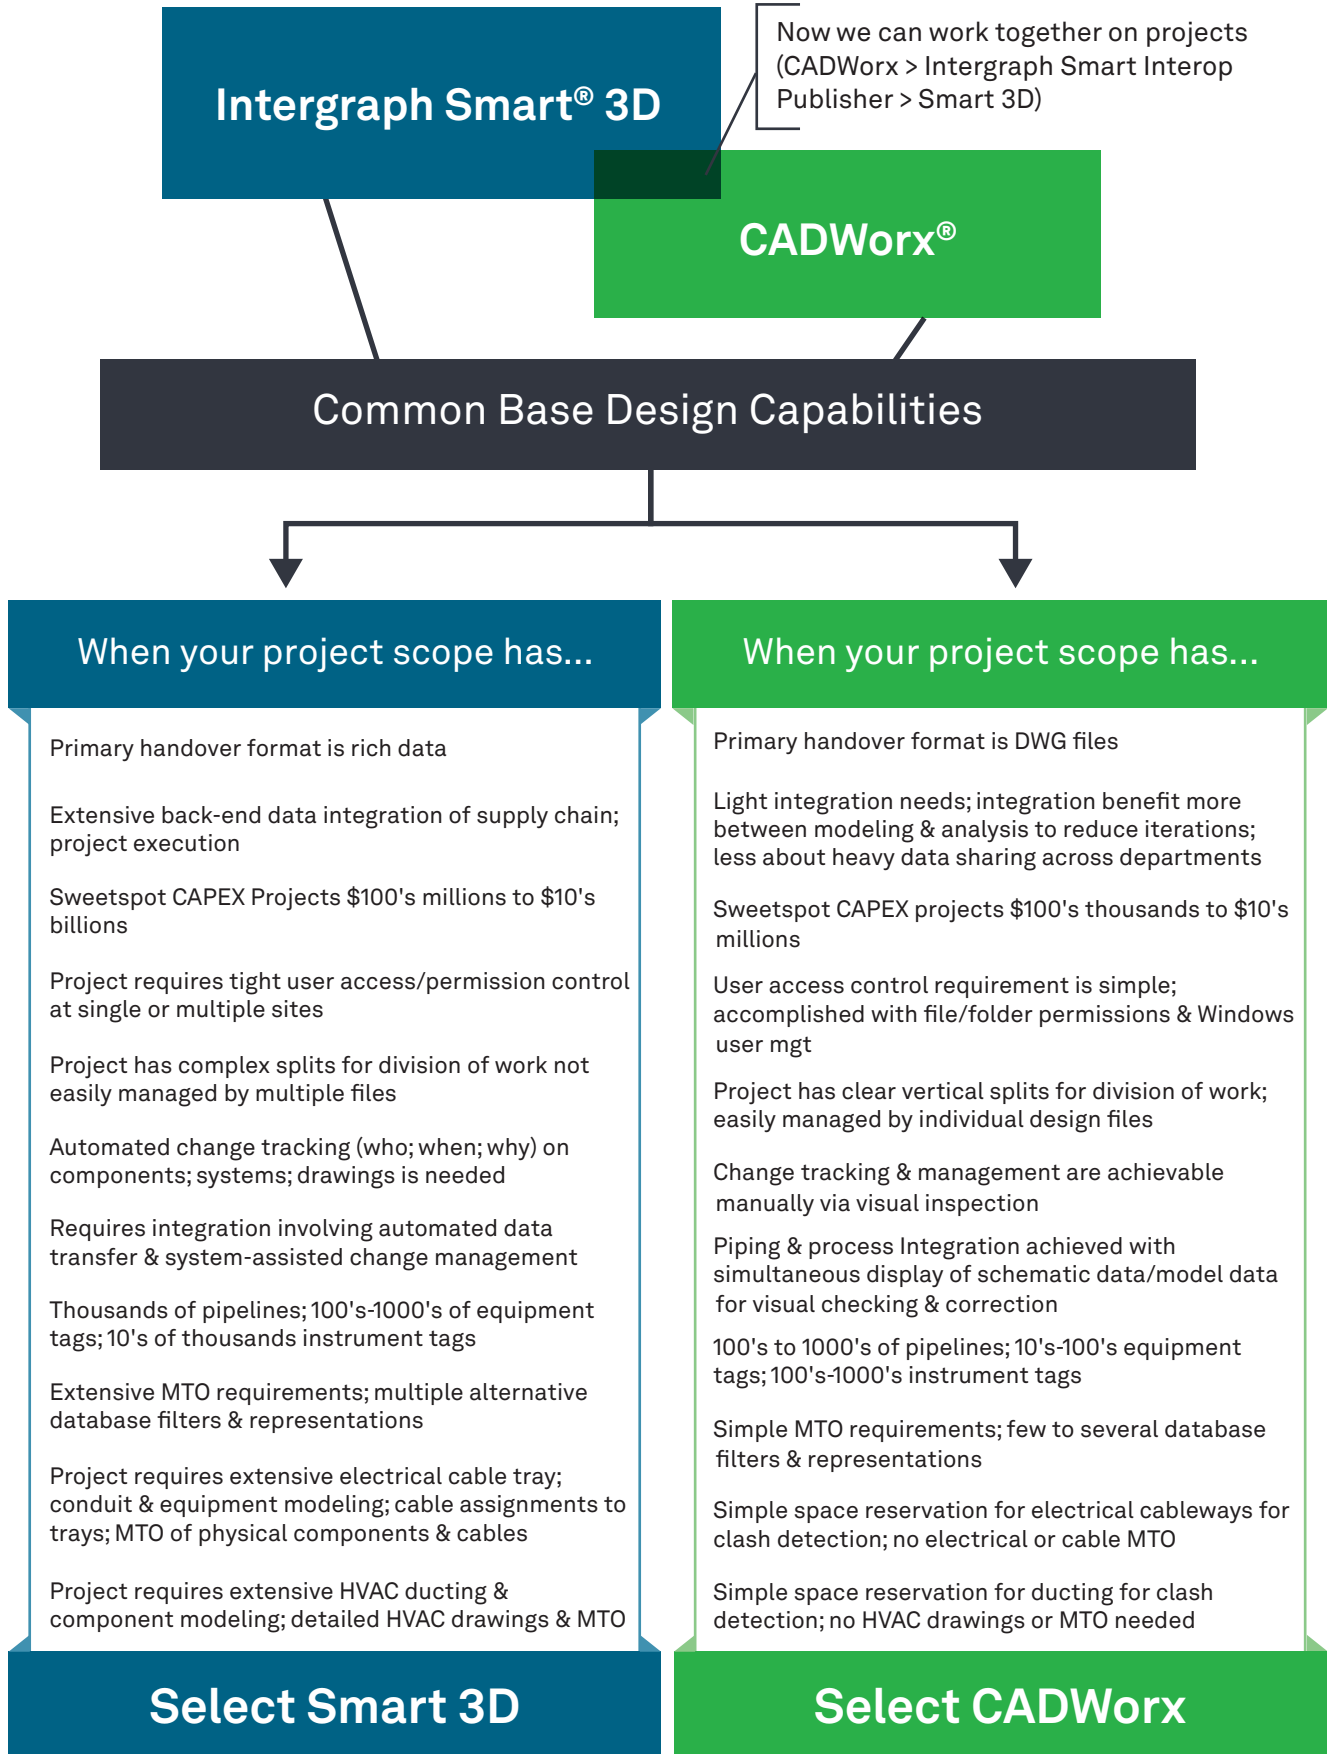 Now we can work together on projects
(CADWorx > Intergraph Smart Interop
Publisher > Smart 3D)
Intergraph Smart® 3D
CADWorx®
Common Base Design Capabilities
When your project scope has...
Primary handover format is rich data
Extensive back-end data integration of supply chain;
project execution
Sweetspot CAPEX Projects $100's millions to $10's
billions
Project requires tight user access/permission control
at single or multiple sites
Project has complex splits for division of work not
easily managed by multiple files
Automated change tracking (who; when; why) on
components; systems; drawings is needed
Requires integration involving automated data
transfer & system-assisted change management
Thousands of pipelines; 100's-1000's of equipment
tags; 10's of thousands instrument tags
Extensive MTO requirements; multiple alternative
database filters & representations
Project requires extensive electrical cable tray;
conduit & equipment modeling; cable assignments to
trays; MTO of physical components & cables
Project requires extensive HVAC ducting &
component modeling; detailed HVAC drawings & MTO
Select Smart 3D
When your project scope has...
Primary handover format is DWG files
Light integration needs; integration benefit more
between modeling & analysis to reduce iterations;
less about heavy data sharing across departments
Sweetspot CAPEX projects $100's thousands to $10's
millions
User access control requirement is simple;
accomplished with file/folder permissions & Windows
user mgt
Project has clear vertical splits for division of work;
easily managed by individual design files
Change tracking & management are achievable
manually via visual inspection
Piping & process Integration achieved with
simultaneous display of schematic data/model data
for visual checking & correction
100's to 1000's of pipelines; 10's-100's equipment
tags; 100's-1000's instrument tags
Simple MTO requirements; few to several database
filters & representations
Simple space reservation for electrical cableways for
clash detection; no electrical or cable MTO
Simple space reservation for ducting for clash
detection; no HVAC drawings or MTO needed
Select CADWorx